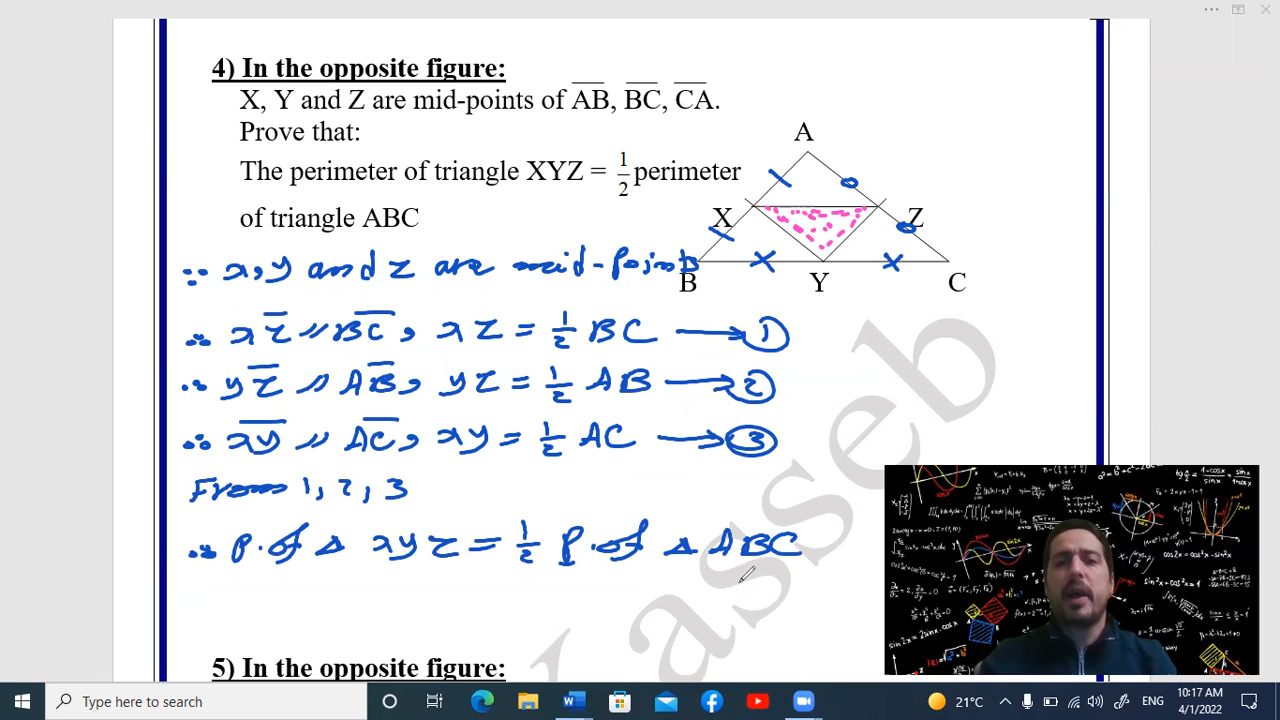 4) In the opposite figure:
X, Y and Z are mid-points of AB, BC, CA.
Prove that:
The perimeter of triangle XYZ = 1/2 perimeter
of triangle ABC
A
X
Z
B
Y
C
∵ x, y and z are mid-points
∴ xz // BC, xz = 1/2 BC → ①
∴ yz // AB, yz = 1/2 AB → ②
∴ xy // AC, xy = 1/2 AC → ③
From 1, 2, 3
∴ P. of Δ xyz = 1/2 P. of Δ ABC
Kasseb
5) In the opposite figure:
Type here to search
21°C
ENG
10:17 AM
4/1/2022